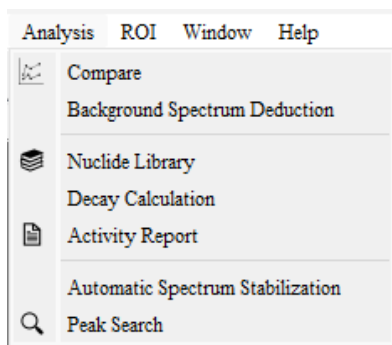 Analysis ROI Window Help
Compare
Background Spectrum Deduction
Nuclide Library
Decay Calculation
Activity Report
Automatic Spectrum Stabilization
Peak Search